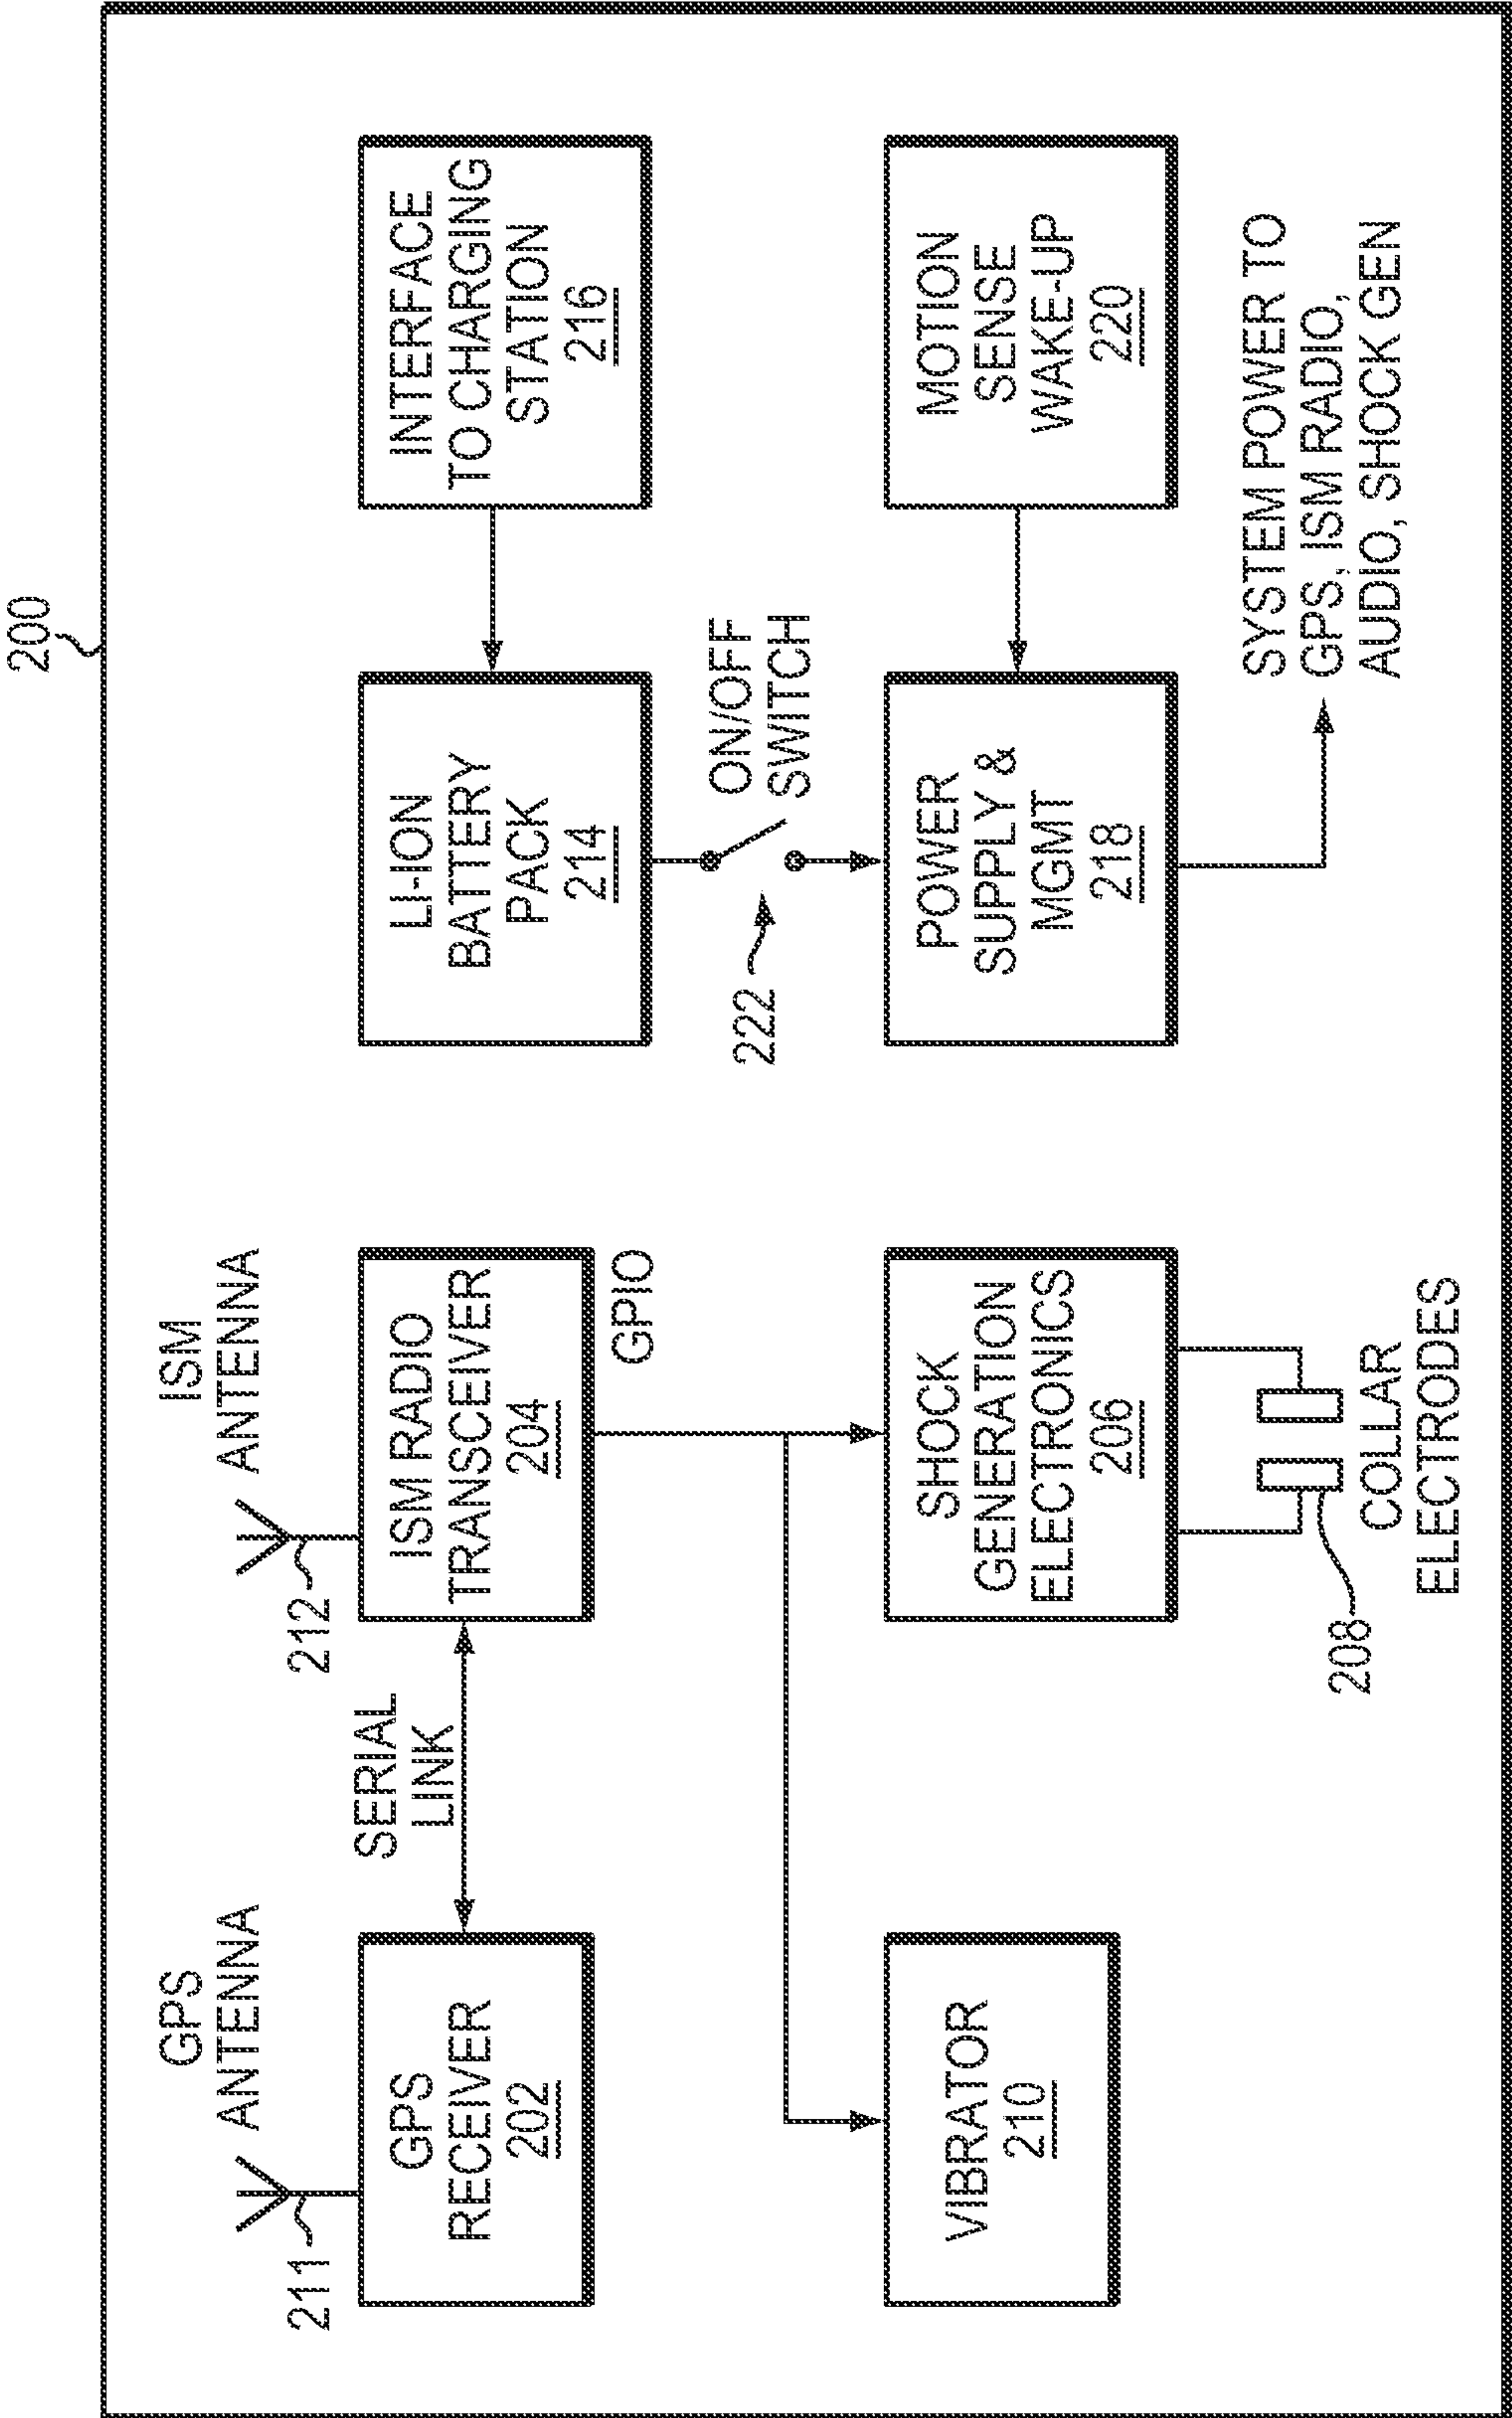 200
GPS
ANTENNA
211
GPS
RECEIVER
202
SERIAL
LINK
ISM
ANTENNA
212
ISM RADIO
TRANSCEIVER
204
GPIO
VIBRATOR
210
SHOCK
GENERATION
ELECTRONICS
206
208
COLLAR
ELECTRODES
LI-ION
BATTERY
PACK
214
INTERFACE
TO CHARGING
STATION
216
ON/OFF
SWITCH
222
POWER
SUPPLY &
MGMT
218
MOTION
SENSE
WAKE-UP
220
SYSTEM POWER TO
GPS, ISM RADIO,
AUDIO, SHOCK GEN